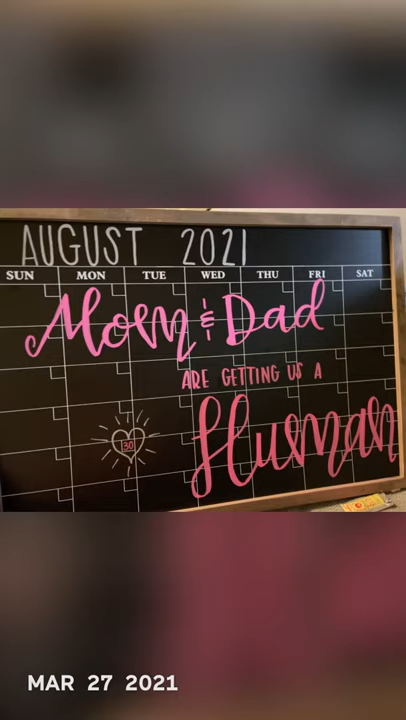 AUGUST 2021
SUN MON TUE WED THU FRI SAT
Mom & Dad
ARE GETTING US A
Human
30
MAR 27 2021